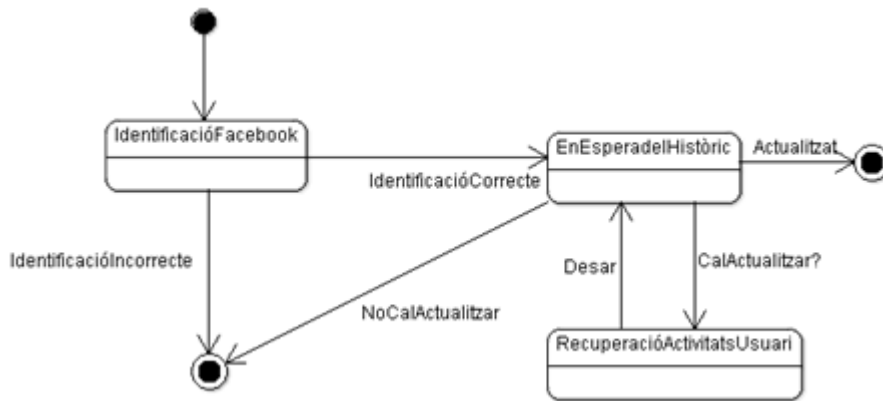 IdentificacióFacebook
EnEsperadelHistòric
Actualitzat
IdentificacióCorrecte
IdentificacióIncorrecte
Desar
CalActualitzar?
NoCalActualitzar
RecuperacióActivitatsUsuari